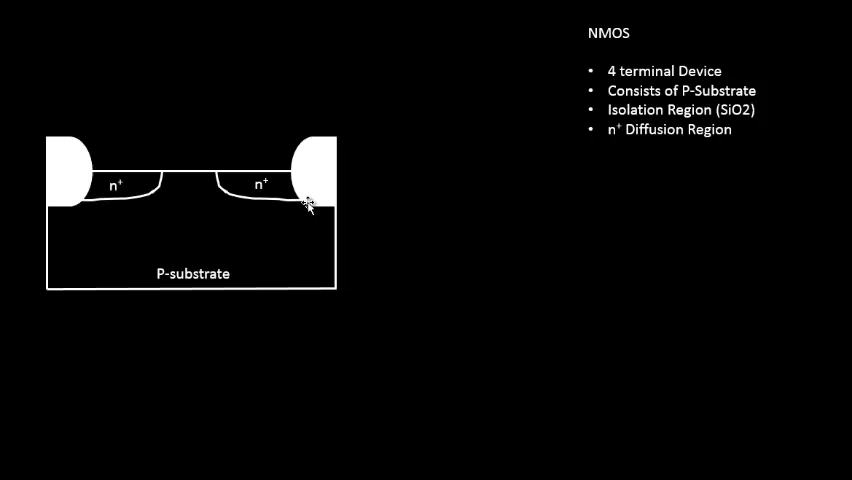 NMOS
• 4 terminal Device
• Consists of P-Substrate
• Isolation Region (SiO2)
• n⁺ Diffusion Region
n⁺ n⁺
P-substrate